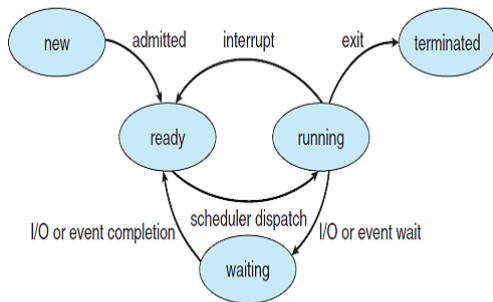 new
admitted
interrupt
exit
terminated
ready
running
scheduler dispatch
I/O or event completion
I/O or event wait
waiting